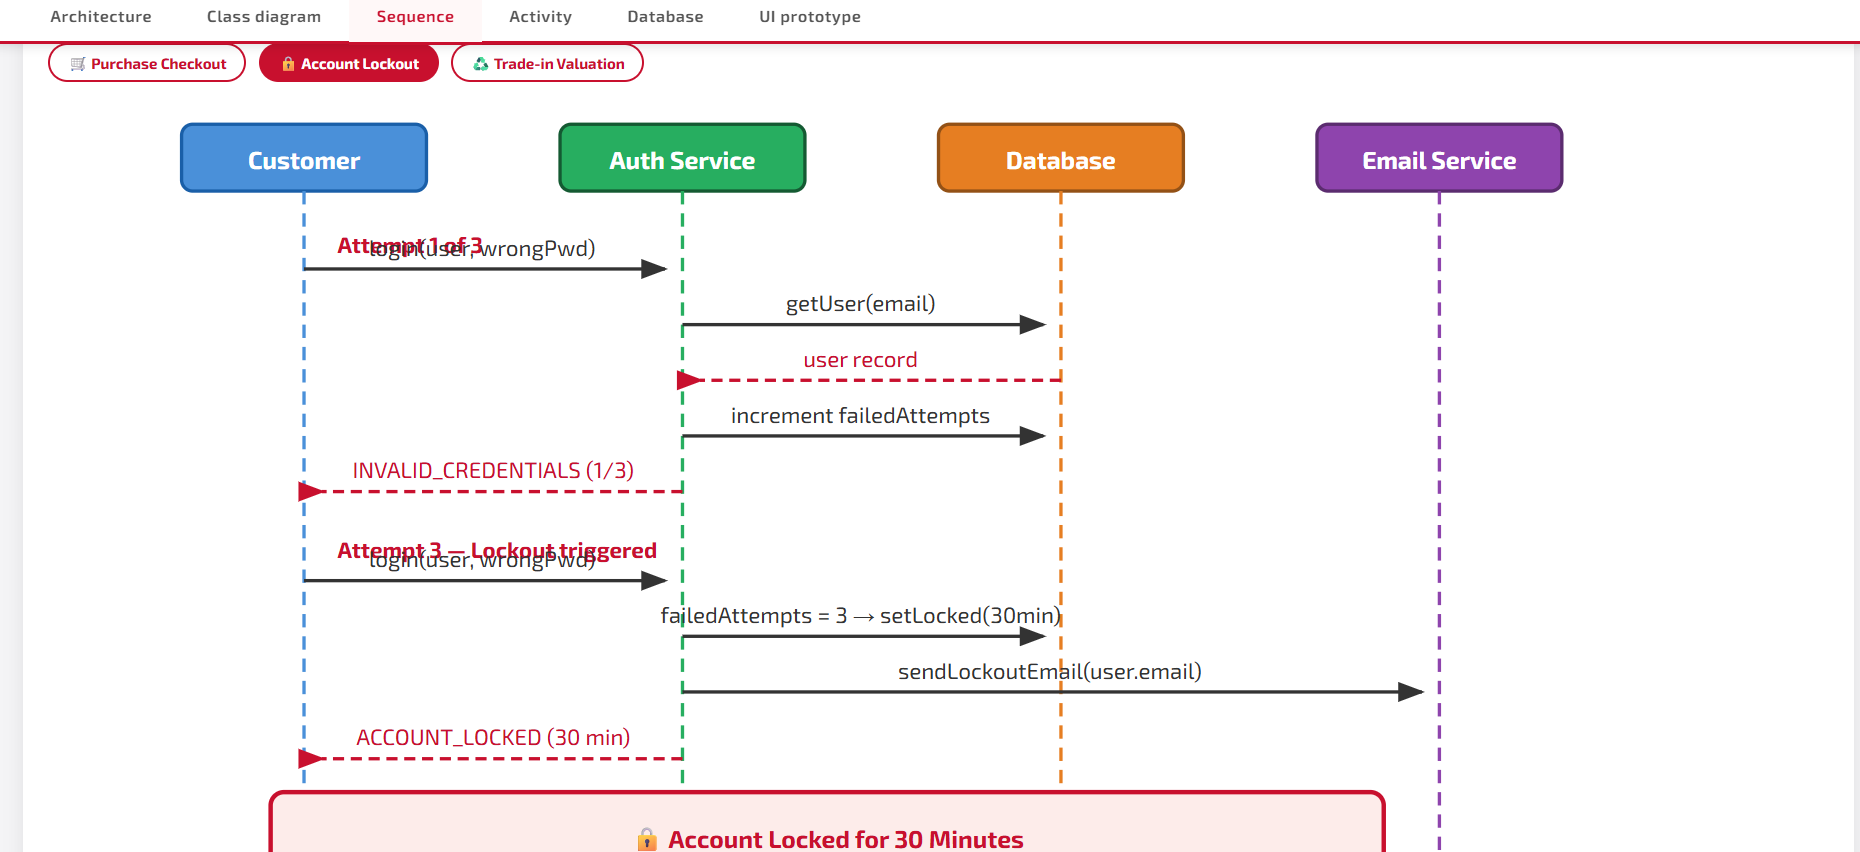 Architecture
Class diagram
Sequence
Activity
Database
UI prototype
Purchase Checkout
Account Lockout
Trade-in Valuation
Customer
Auth Service
Database
Email Service
Attempt 1 of 3
login(user, wrongPwd)
getUser(email)
user record
increment failedAttempts
INVALID_CREDENTIALS (1/3)
Attempt 3 — Lockout triggered
login(user, wrongPwd)
failedAttempts = 3 → setLocked(30min)
sendLockoutEmail(user.email)
ACCOUNT_LOCKED (30 min)
Account Locked for 30 Minutes